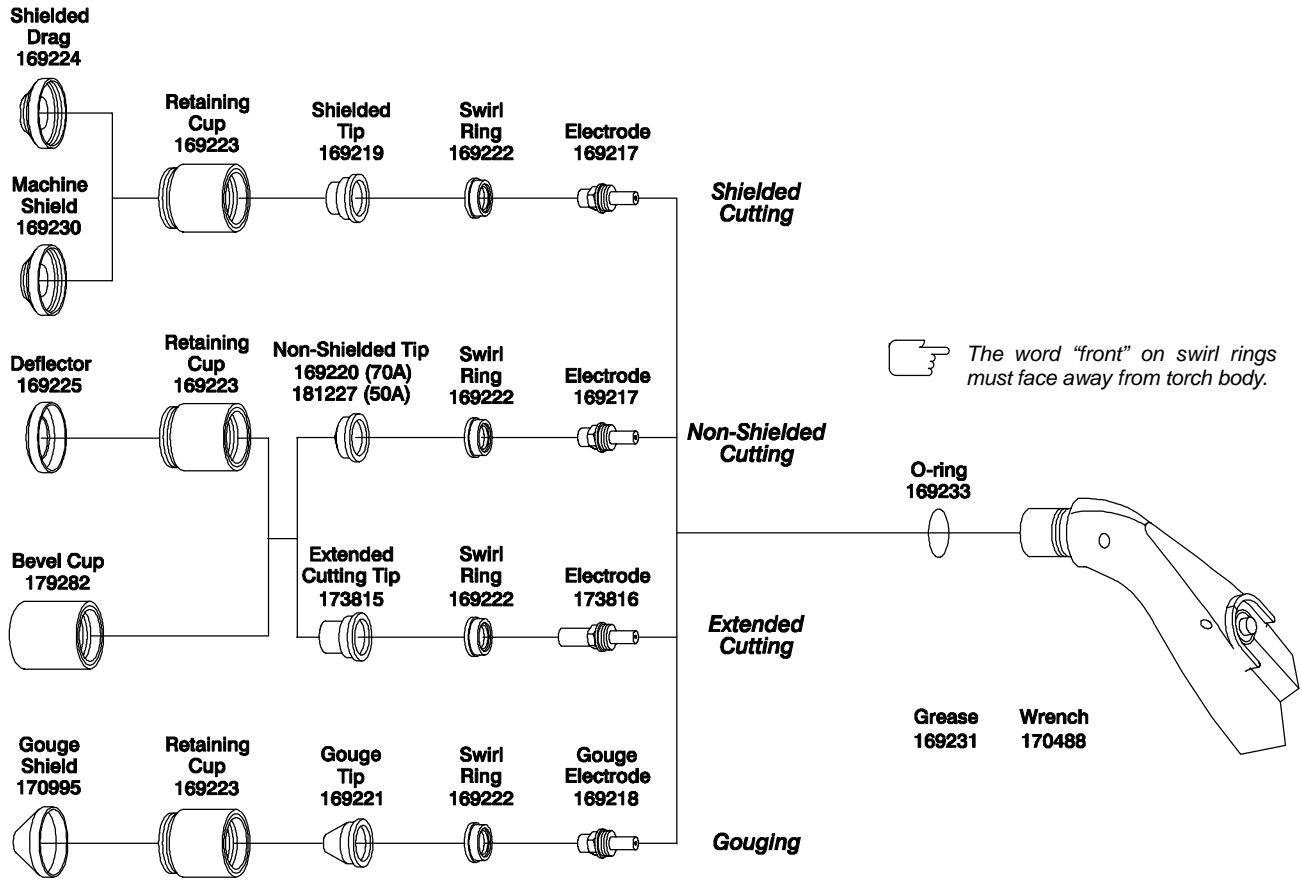 Shielded
Drag
169224
Retaining
Cup
169223
Shielded
Tip
169219
Swirl
Ring
169222
Electrode
169217
Machine
Shield
169230
Shielded
Cutting
Deflector
169225
Retaining
Cup
169223
Non-Shielded Tip
169220 (70A)
181227 (50A)
Swirl
Ring
169222
Electrode
169217
Non-Shielded
Cutting
The word “front” on swirl rings
must face away from torch body.
O-ring
169233
Bevel Cup
179282
Extended
Cutting Tip
173815
Swirl
Ring
169222
Electrode
173816
Extended
Cutting
Grease
169231
Wrench
170488
Gouge
Shield
170995
Retaining
Cup
169223
Gouge
Tip
169221
Swirl
Ring
169222
Gouge
Electrode
169218
Gouging